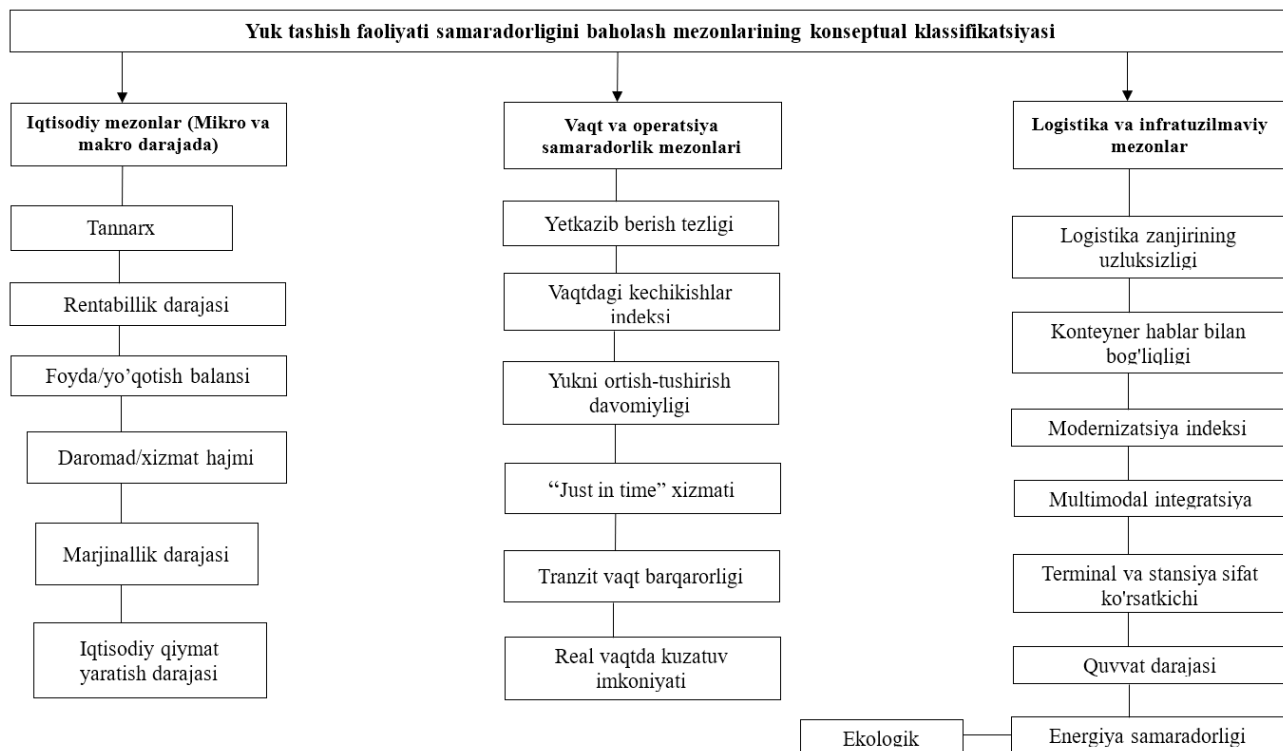 Yuk tashish faoliyati samaradorligini baholash mezonlarining konseptual klassifikatsiyasi
Iqtisodiy mezonlar (Mikro va
makro darajada)
Tannarx
Rentabillik darajasi
Foyda/yo’qotish balansi
Daromad/xizmat hajmi
Marjinallik darajasi
Iqtisodiy qiymat
yaratish darajasi
Vaqt va operatsiya
samaradorlik mezonlari
Yetkazib berish tezligi
Vaqtdagi kechikishlar
indeksi
Yukni ortish-tushirish
davomiyligi
“Just in time” xizmati
Tranzit vaqt barqarorligi
Real vaqtda kuzatuv
imkoniyati
Logistika va infratuzilmaviy
mezonlar
Logistika zanjirining
uzluksizligi
Konteyner hablar bilan
bog'liqligi
Modernizatsiya indeksi
Multimodal integratsiya
Terminal va stansiya sifat
ko'rsatkichi
Quvvat darajasi
Energiya samaradorligi
Ekologik